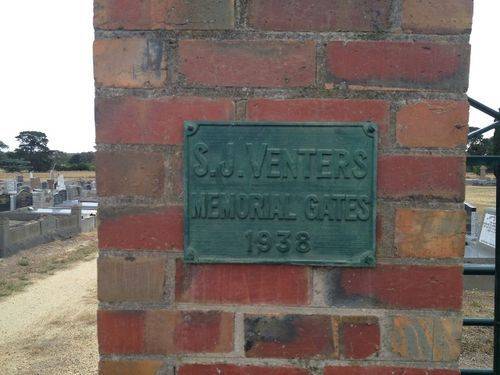 S.J. VENTERS
MEMORIAL GATES
1938